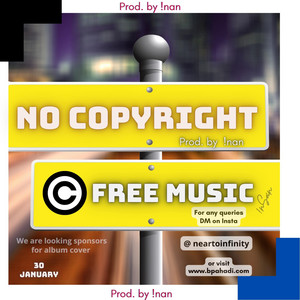 Prod. by !nan
NO COPYRIGHT
Prod. by !nan
© FREE MUSIC
InSan
For any queries
DM on Insta
We are looking sponsors
for album cover
@ neartoinfinity
30
JANUARY
or visit
www.bpahadi.com
Prod. by !nan